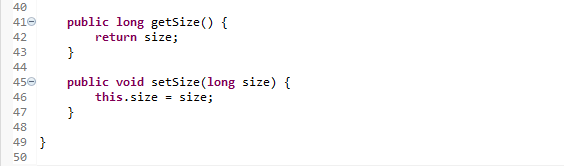 40
41 public long getSize() {
42 return size;
43 }
44
45 public void setSize(long size) {
46 this.size = size;
47 }
48
49 }
50